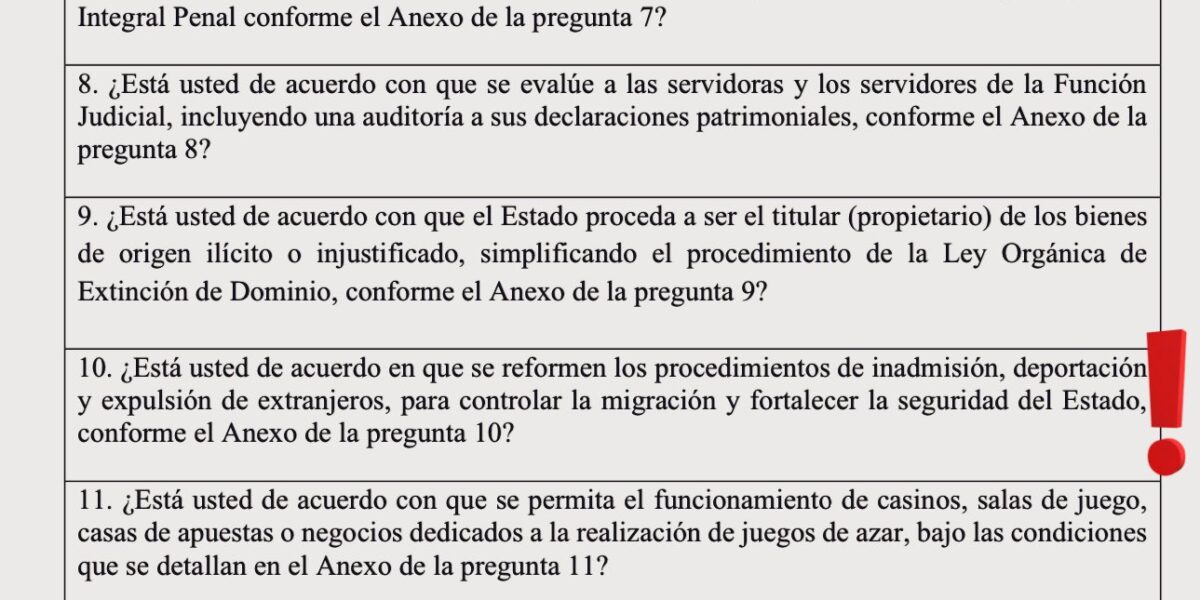 Integral Penal conforme el Anexo de la pregunta 7?
8. ¿Está usted de acuerdo con que se evalúe a las servidoras y los servidores de la Función
Judicial, incluyendo una auditoría a sus declaraciones patrimoniales, conforme el Anexo de la
pregunta 8?
9. ¿Está usted de acuerdo con que el Estado proceda a ser el titular (propietario) de los bienes
de origen ilícito o injustificado, simplificando el procedimiento de la Ley Orgánica de
Extinción de Dominio, conforme el Anexo de la pregunta 9?
10. ¿Está usted de acuerdo en que se reformen los procedimientos de inadmisión, deportación
y expulsión de extranjeros, para controlar la migración y fortalecer la seguridad del Estado,
conforme el Anexo de la pregunta 10?
11. ¿Está usted de acuerdo con que se permita el funcionamiento de casinos, salas de juego,
casas de apuestas o negocios dedicados a la realización de juegos de azar, bajo las condiciones
que se detallan en el Anexo de la pregunta 11?